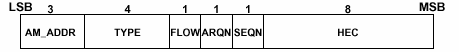 LSB 3 4 1 1 1 8 MSB
AM_ADDR TYPE FLOW ARQN SEQN HEC